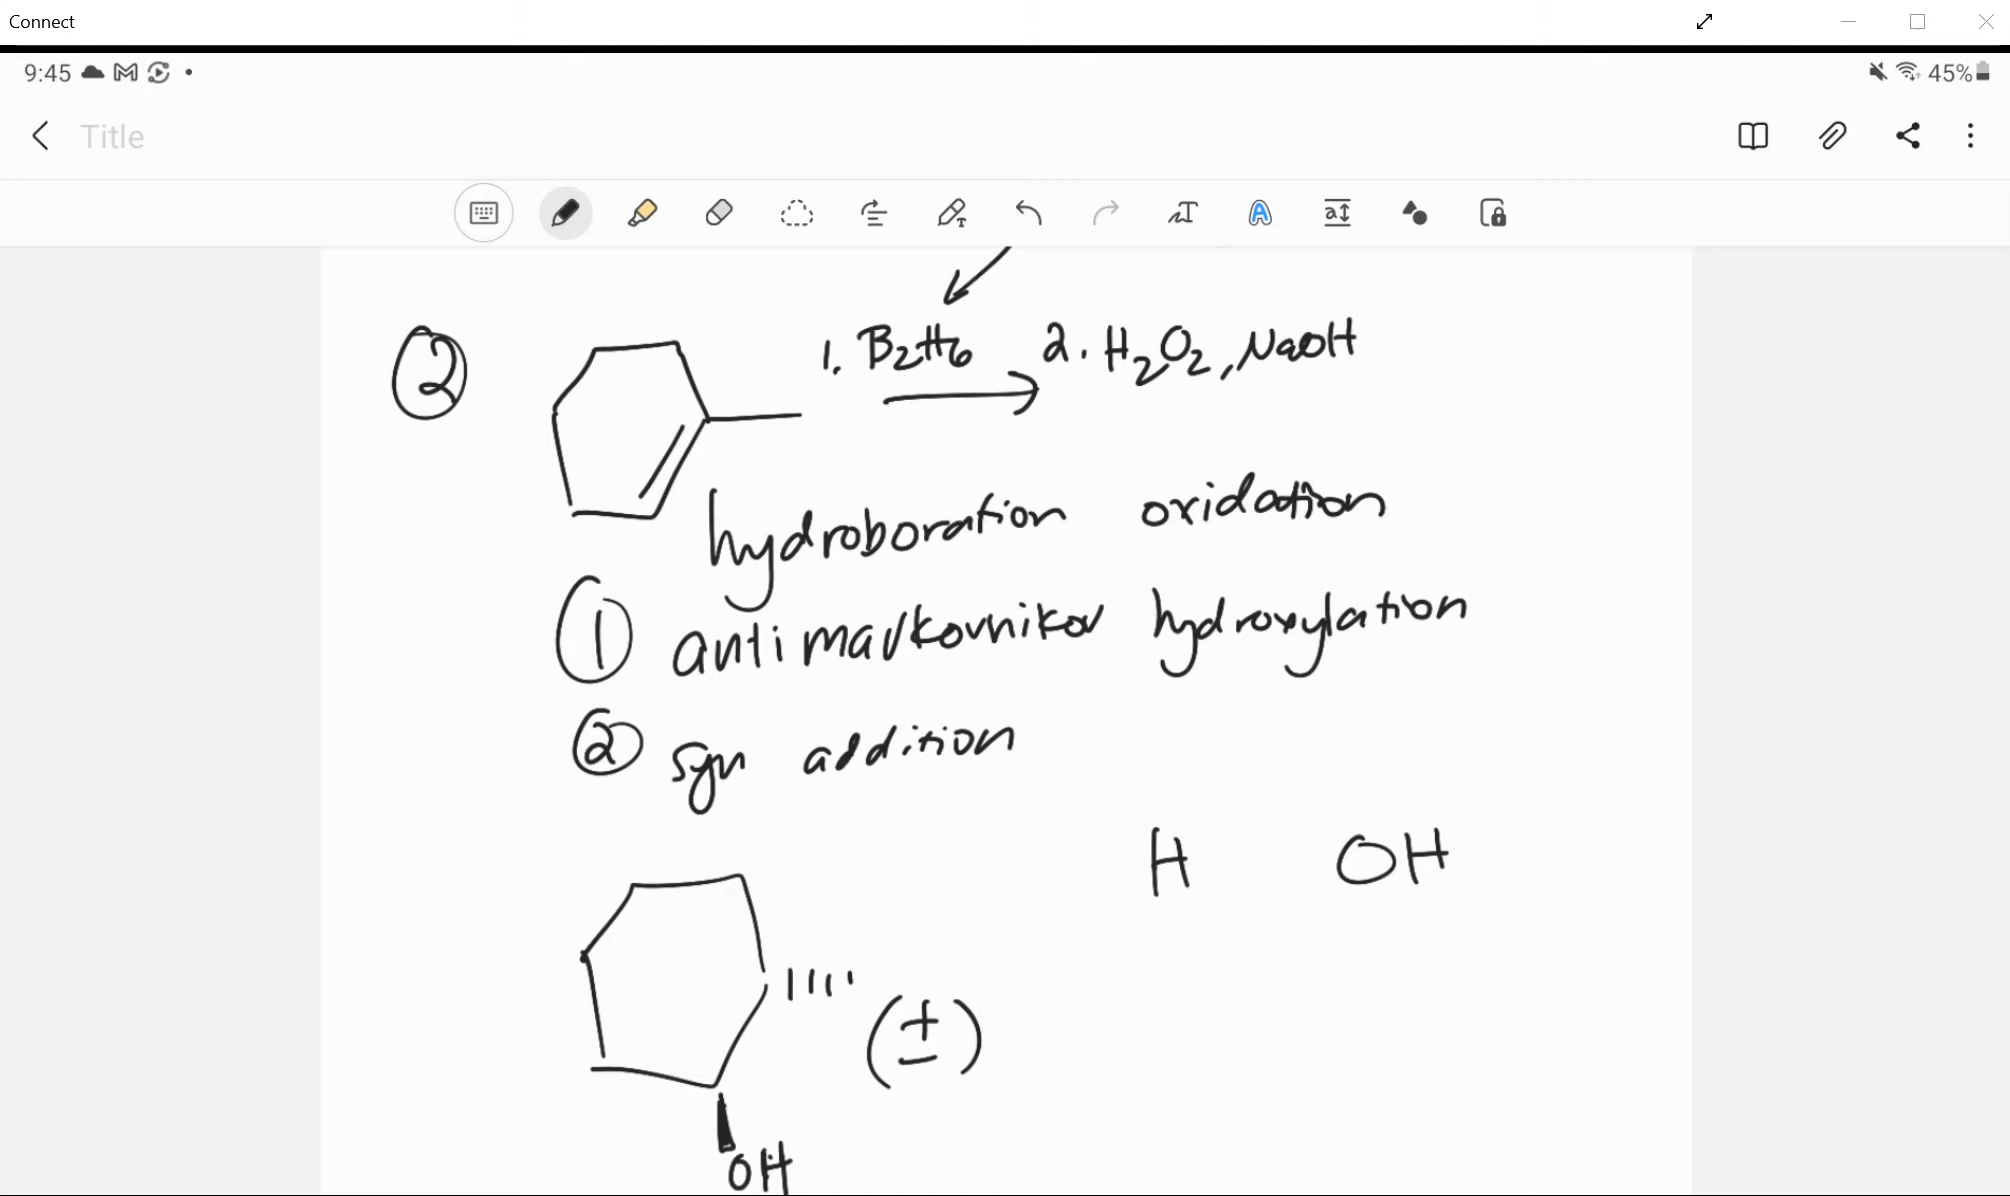 Connect
9:45 45%
Title
② 1. B2H6 2. H2O2, NaOH
hydroboration oxidation
① antimarkovnikov hydroxylation
② syn addition
H OH
(±)
OH